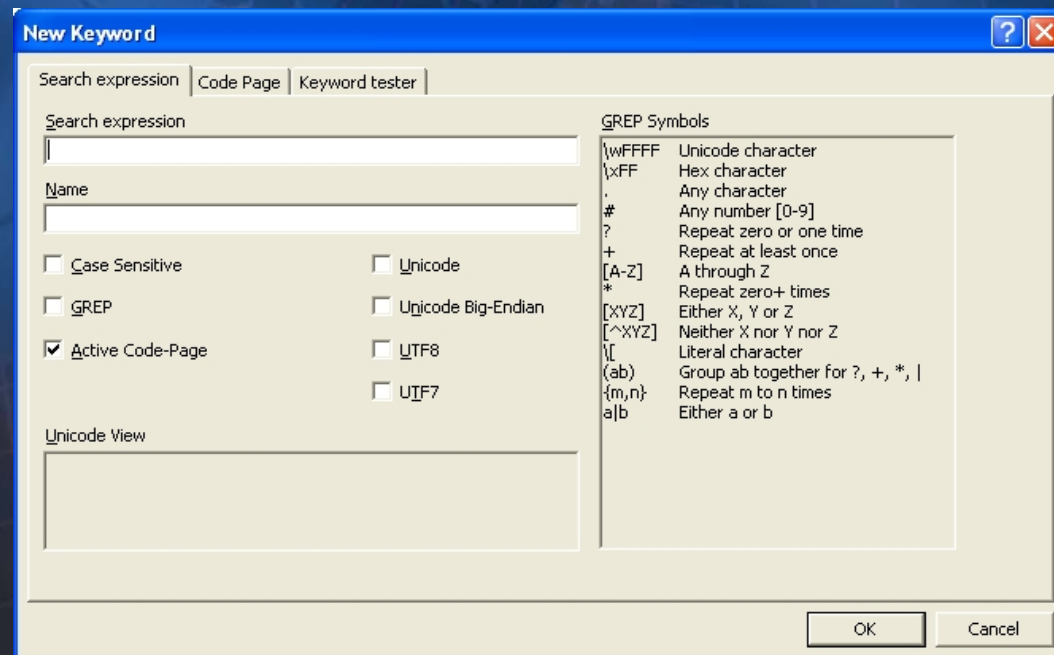 New Keyword
Search expression Code Page Keyword tester
Search expression
Name
Case Sensitive Unicode
GREP Unicode Big-Endian
Active Code-Page UTF8
UTF7
Unicode View
GREP Symbols
\wFFFF Unicode character
\xFF Hex character
. Any character
# Any number [0-9]
? Repeat zero or one time
+ Repeat at least once
[A-Z] A through Z
* Repeat zero+ times
[XYZ] Either X, Y or Z
[^XYZ] Neither X nor Y nor Z
\[ Literal character
(ab) Group ab together for ?, +, *, |
{m,n} Repeat m to n times
a|b Either a or b
OK Cancel